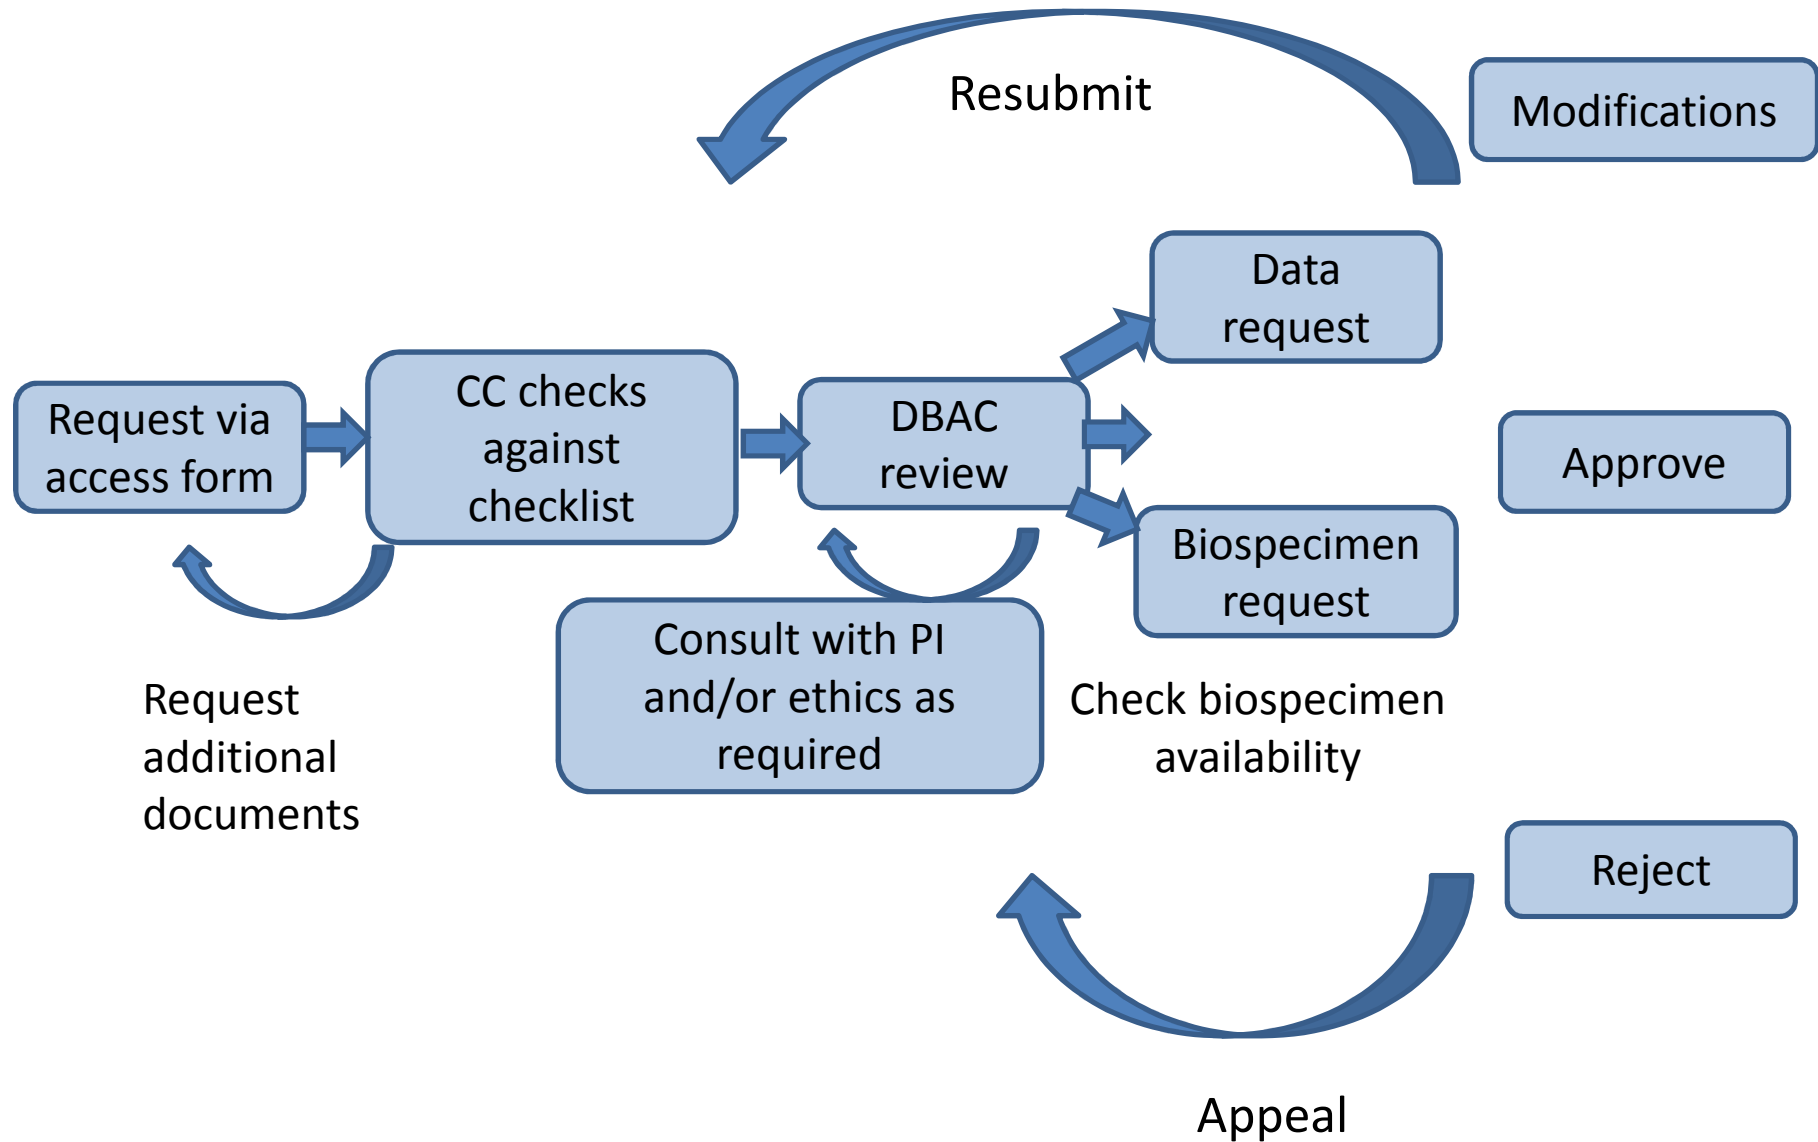 Resubmit
Modifications
Data
request
Request via
access form
CC checks
against
checklist
DBAC
review
Approve
Biospecimen
request
Request
additional
documents
Consult with PI
and/or ethics as
required
Check biospecimen
availability
Reject
Appeal